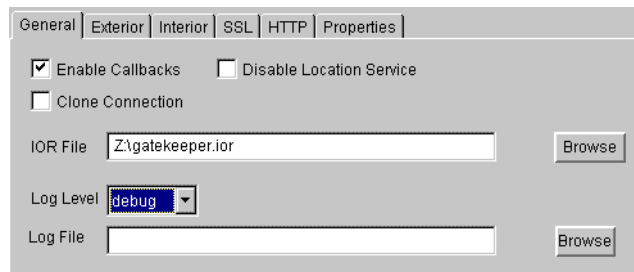 General Exterior Interior SSL HTTP Properties
Enable Callbacks Disable Location Service
Clone Connection
IOR File Z:\gatekeeper.ior Browse
Log Level debug
Log File Browse